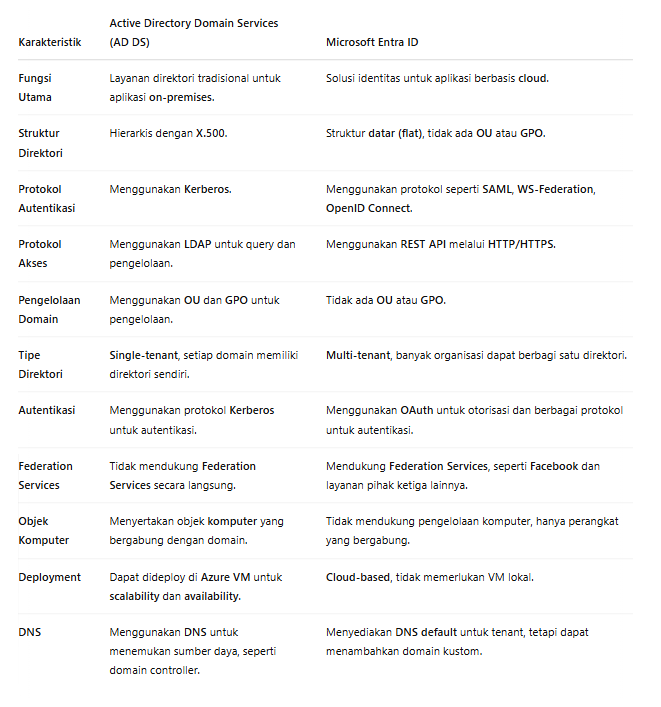 Karakteristik Active Directory Domain Services (AD DS) Microsoft Entra ID
Fungsi Utama Layanan direktori tradisional untuk aplikasi on-premises. Solusi identitas untuk aplikasi berbasis cloud.
Struktur Direktori Hierarkis dengan X.500. Struktur datar (flat), tidak ada OU atau GPO.
Protokol Autentikasi Menggunakan Kerberos. Menggunakan protokol seperti SAML, WS-Federation, OpenID Connect.
Protokol Akses Menggunakan LDAP untuk query dan pengelolaan. Menggunakan REST API melalui HTTP/HTTPS.
Pengelolaan Domain Menggunakan OU dan GPO untuk pengelolaan. Tidak ada OU atau GPO.
Tipe Direktori Single-tenant, setiap domain memiliki direktori sendiri. Multi-tenant, banyak organisasi dapat berbagi satu direktori.
Autentikasi Menggunakan protokol Kerberos untuk autentikasi. Menggunakan OAuth untuk otorisasi dan berbagai protokol untuk autentikasi.
Federation Services Tidak mendukung Federation Services secara langsung. Mendukung Federation Services, seperti Facebook dan layanan pihak ketiga lainnya.
Objek Komputer Menyertakan objek komputer yang bergabung dengan domain. Tidak mendukung pengelolaan komputer, hanya perangkat yang bergabung.
Deployment Dapat dideploy di Azure VM untuk scalability dan availability. Cloud-based, tidak memerlukan VM lokal.
DNS Menggunakan DNS untuk menemukan sumber daya, seperti domain controller. Menyediakan DNS default untuk tenant, tetapi dapat menambahkan domain kustom.